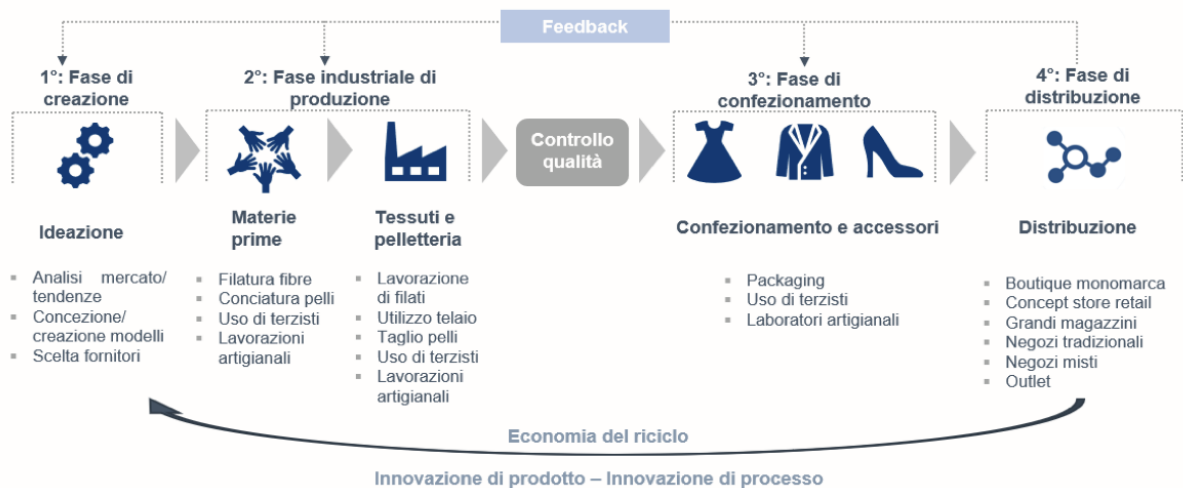 Feedback
1°: Fase di
creazione
2°: Fase industriale di
produzione
3°: Fase di
confezionamento
4°: Fase di
distribuzione
Controllo
qualità
Ideazione
▪ Analisi mercato/
tendenze
▪ Concezione/
creazione modelli
▪ Scelta fornitori
Materie
prime
▪ Filatura fibre
▪ Conciatura pelli
▪ Uso di terzisti
▪ Lavorazioni
artigianali
Tessuti e
pelletteria
▪ Lavorazione
di filati
▪ Utilizzo telaio
▪ Taglio pelli
▪ Uso di terzisti
▪ Lavorazioni
artigianali
Confezionamento e accessori
▪ Packaging
▪ Uso di terzisti
▪ Laboratori artigianali
Distribuzione
▪ Boutique monomarca
▪ Concept store retail
▪ Grandi magazzini
▪ Negozi tradizionali
▪ Negozi misti
▪ Outlet
Economia del riciclo
Innovazione di prodotto – Innovazione di processo